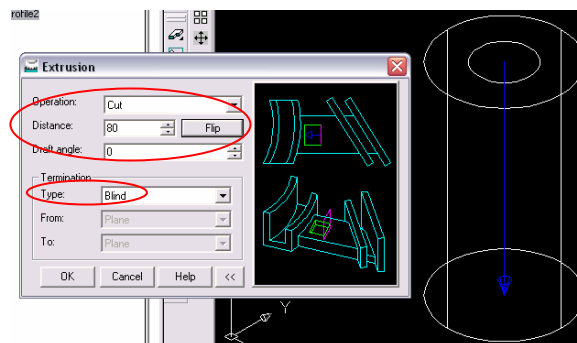 rofile2
Extrusion
Operation: Cut
Distance: 80 Flip
Draft angle: 0
Termination
Type: Blind
From: Plane
To: Plane
OK Cancel Help <<
Y